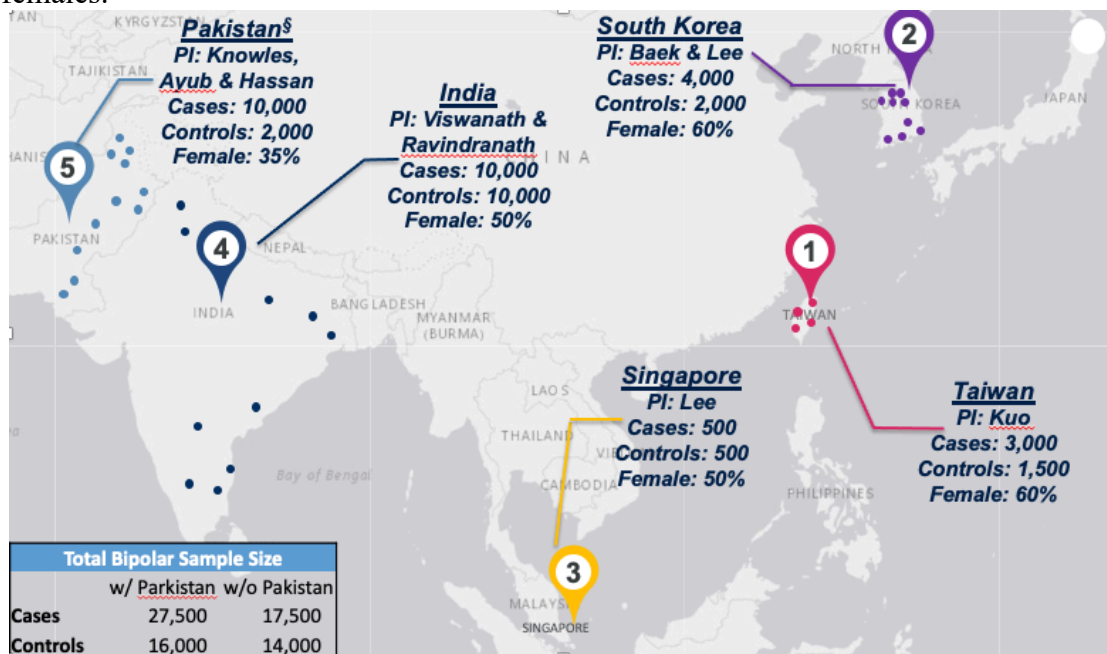 females.
KYRGYZST
TAJIKISTAN
HANIS
PAKISTAN
Pakistan§
PI: Knowles,
Ayub & Hassan
Cases: 10,000
Controls: 2,000
Female: 35%
5
India
PI: Viswanath &
Ravindranath
Cases: 10,000
Controls: 10,000
Female: 50%
4
INDIA
NEPAL
BANGLADESH
MYANMAR
(BURMA)
INA
South Korea
PI: Baek & Lee
Cases: 4,000
Controls: 2,000
Female: 60%
2
NORTH
SOUTH KOREA
JAPAN
1
TAIWAN
Taiwan
PI: Kuo
Cases: 3,000
Controls: 1,500
Female: 60%
LAOS
THAILAND
CAMBODIA
PHILIPPINES
Bay of Bengal
Singapore
PI: Lee
Cases: 500
Controls: 500
Female: 50%
3
MALAYS
SINGAPORE
Total Bipolar Sample Size
w/ Parkistan w/o Pakistan
Cases 27,500 17,500
Controls 16,000 14,000